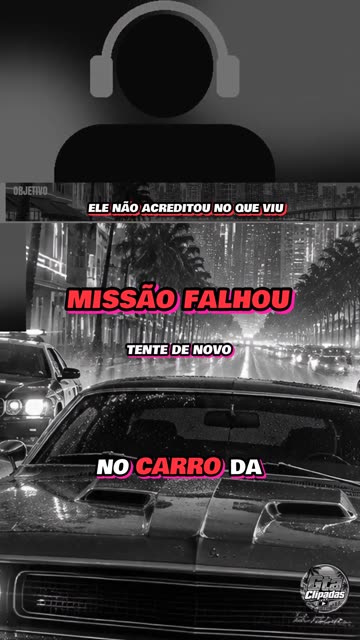 OBJETIVO
ELE NÃO ACREDITOU NO QUE VIU
MISSÃO FALHOU
TENTE DE NOVO
NO CARRO DA
Clipadas